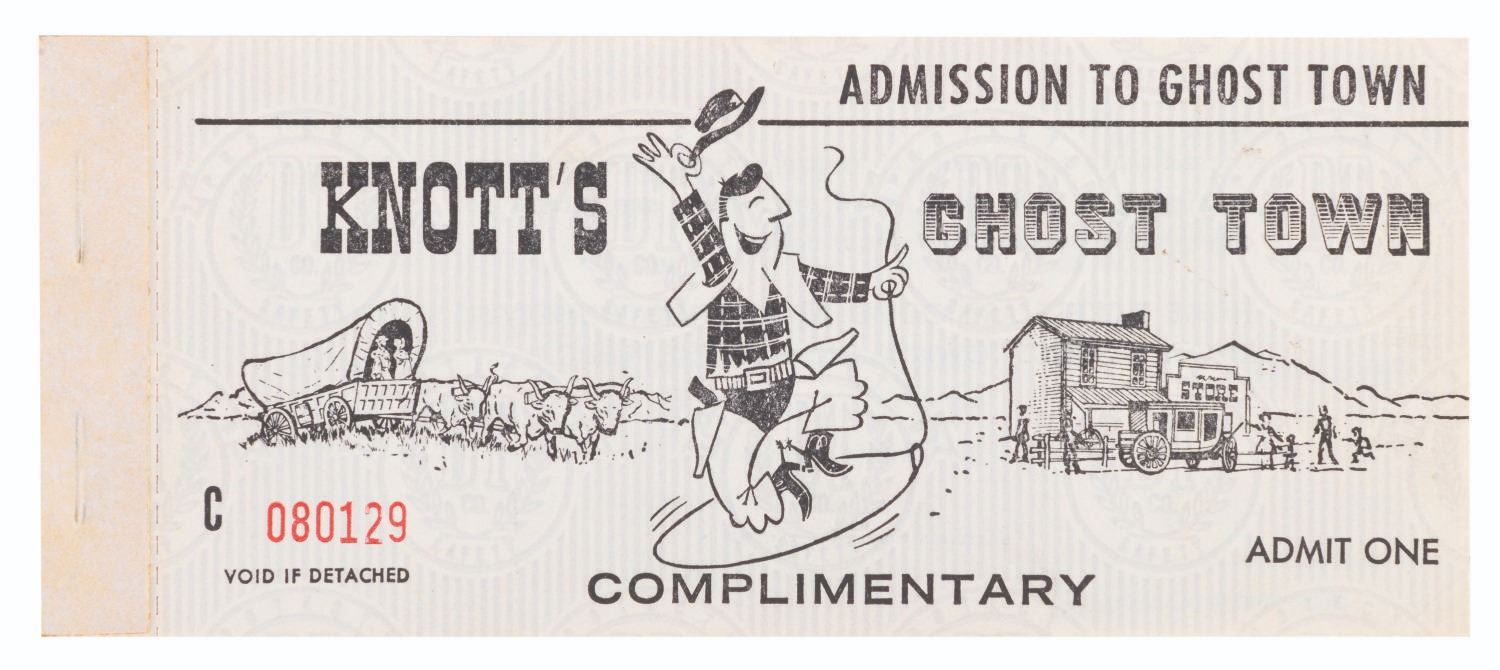 ADMISSION TO GHOST TOWN
KNOTT'S
GHOST TOWN
STORE
C 080129
VOID IF DETACHED
ADMIT ONE
COMPLIMENTARY